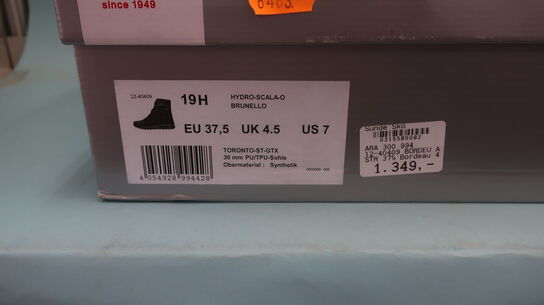 since 1949
6485.
12-40409
19H
HYDRO-SCALA-O
BRUNELLO
EU 37,5 UK 4.5 US 7
TORONTO-ST-GTX
30 mm PU/TPU-Sohle
Obermaterial : Synthetik
4 054928 994428
Sunde Sko
0315580082
ARA 300 994
12-40409 BORDEU A
STR 37½ Bordeau 4
1.349,-